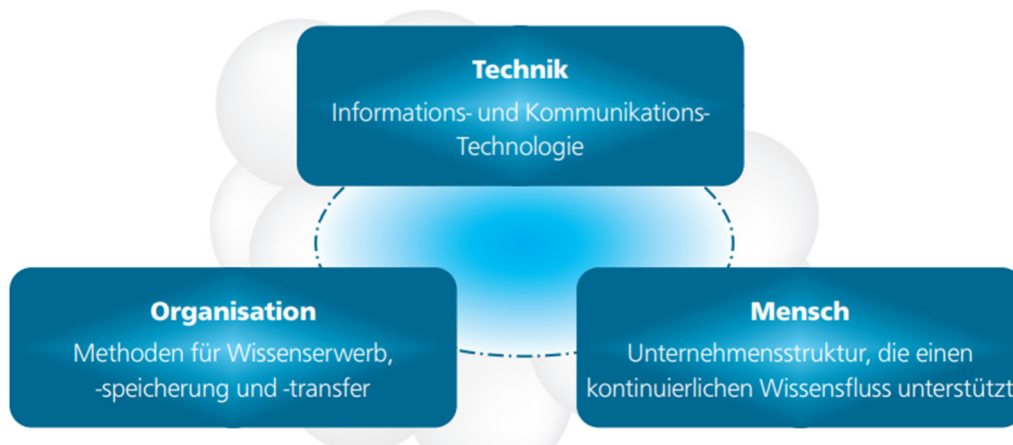 Technik
Informations- und Kommunikations-
Technologie
Organisation
Methoden für Wissenserwerb,
-speicherung und -transfer
Mensch
Unternehmensstruktur, die einen
kontinuierlichen Wissensfluss unterstützt